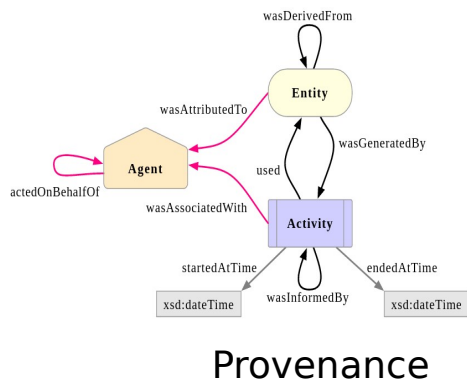 wasDerivedFrom
Entity
wasAttributedTo
wasGeneratedBy
Agent
used
actedOnBehalfOf
wasAssociatedWith
Activity
startedAtTime
endedAtTime
wasInformedBy
xsd:dateTime
xsd:dateTime
Provenance